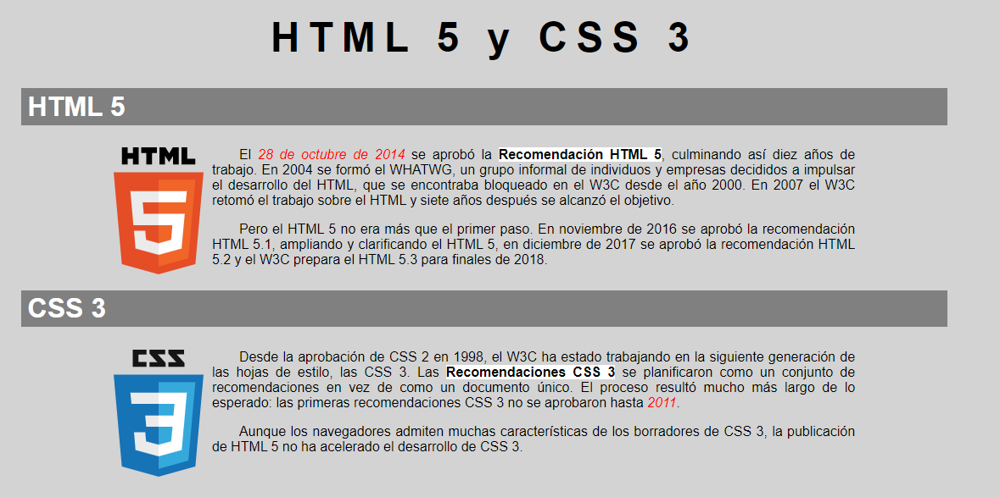 HTML 5 y CSS 3
HTML 5
HTML
5
El 28 de octubre de 2014 se aprobó la Recomendación HTML 5, culminando así diez años de
trabajo. En 2004 se formó el WHATWG, un grupo informal de individuos y empresas decididos a impulsar
el desarrollo del HTML, que se encontraba bloqueado en el W3C desde el año 2000. En 2007 el W3C
retomó el trabajo sobre el HTML y siete años después se alcanzó el objetivo.
Pero el HTML 5 no era más que el primer paso. En noviembre de 2016 se aprobó la recomendación
HTML 5.1, ampliando y clarificando el HTML 5, en diciembre de 2017 se aprobó la recomendación HTML
5.2 y el W3C prepara el HTML 5.3 para finales de 2018.
CSS 3
CSS
3
Desde la aprobación de CSS 2 en 1998, el W3C ha estado trabajando en la siguiente generación de
las hojas de estilo, las CSS 3. Las Recomendaciones CSS 3 se planificaron como un conjunto de
recomendaciones en vez de como un documento único. El proceso resultó mucho más largo de lo
esperado: las primeras recomendaciones CSS 3 no se aprobaron hasta 2011.
Aunque los navegadores admiten muchas características de los borradores de CSS 3, la publicación
de HTML 5 no ha acelerado el desarrollo de CSS 3.